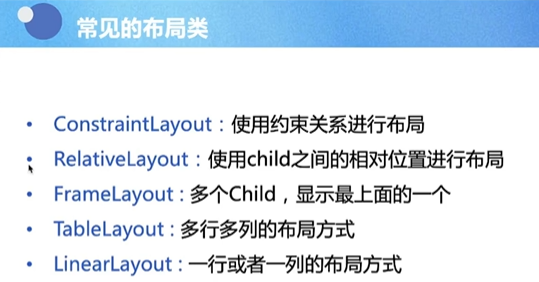 常见的布局类
• ConstraintLayout：使用约束关系进行布局
• RelativeLayout：使用child之间的相对位置进行布局
• FrameLayout：多个Child，显示最上面的一个
• TableLayout：多行多列的布局方式
• LinearLayout：一行或者一列的布局方式